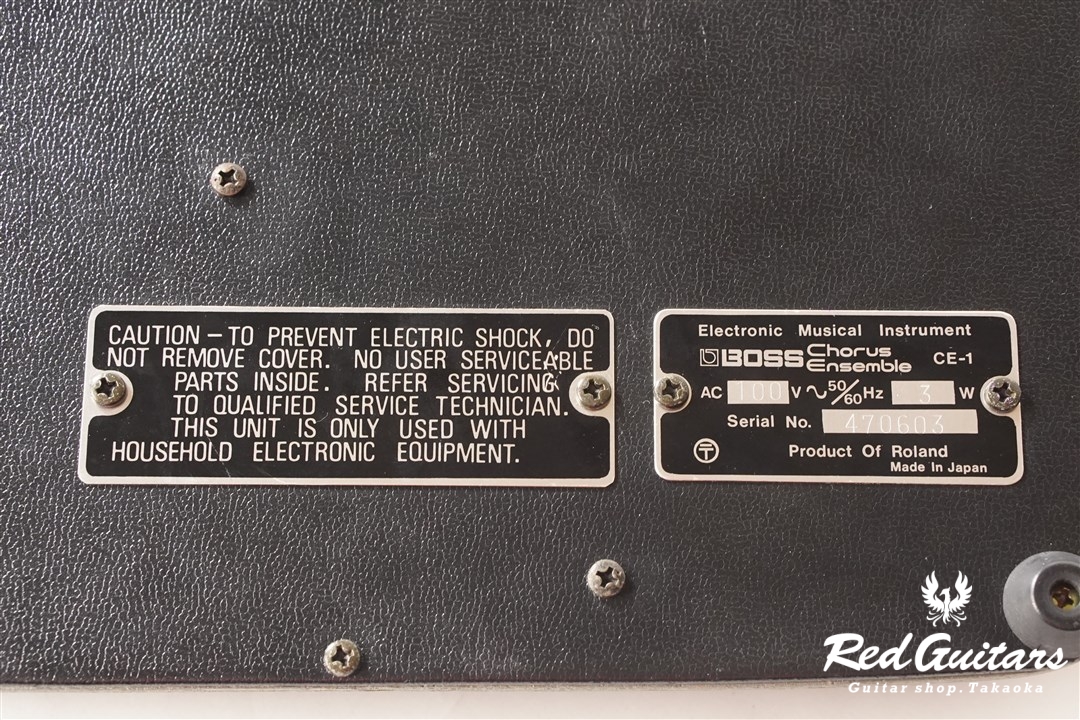 CAUTION – TO PREVENT ELECTRIC SHOCK, DO
NOT REMOVE COVER. NO USER SERVICEABLE
PARTS INSIDE. REFER SERVICING
TO QUALIFIED SERVICE TECHNICIAN.
THIS UNIT IS ONLY USED WITH
HOUSEHOLD ELECTRONIC EQUIPMENT.
Electronic Musical Instrument
BOSS Chorus Ensemble CE-1
AC 100 V ∿ 50/60 Hz 3 W
Serial No. 470603
Ⓣ Product Of Roland
Made In Japan
Red Guitars
Guitar shop. Takaoka